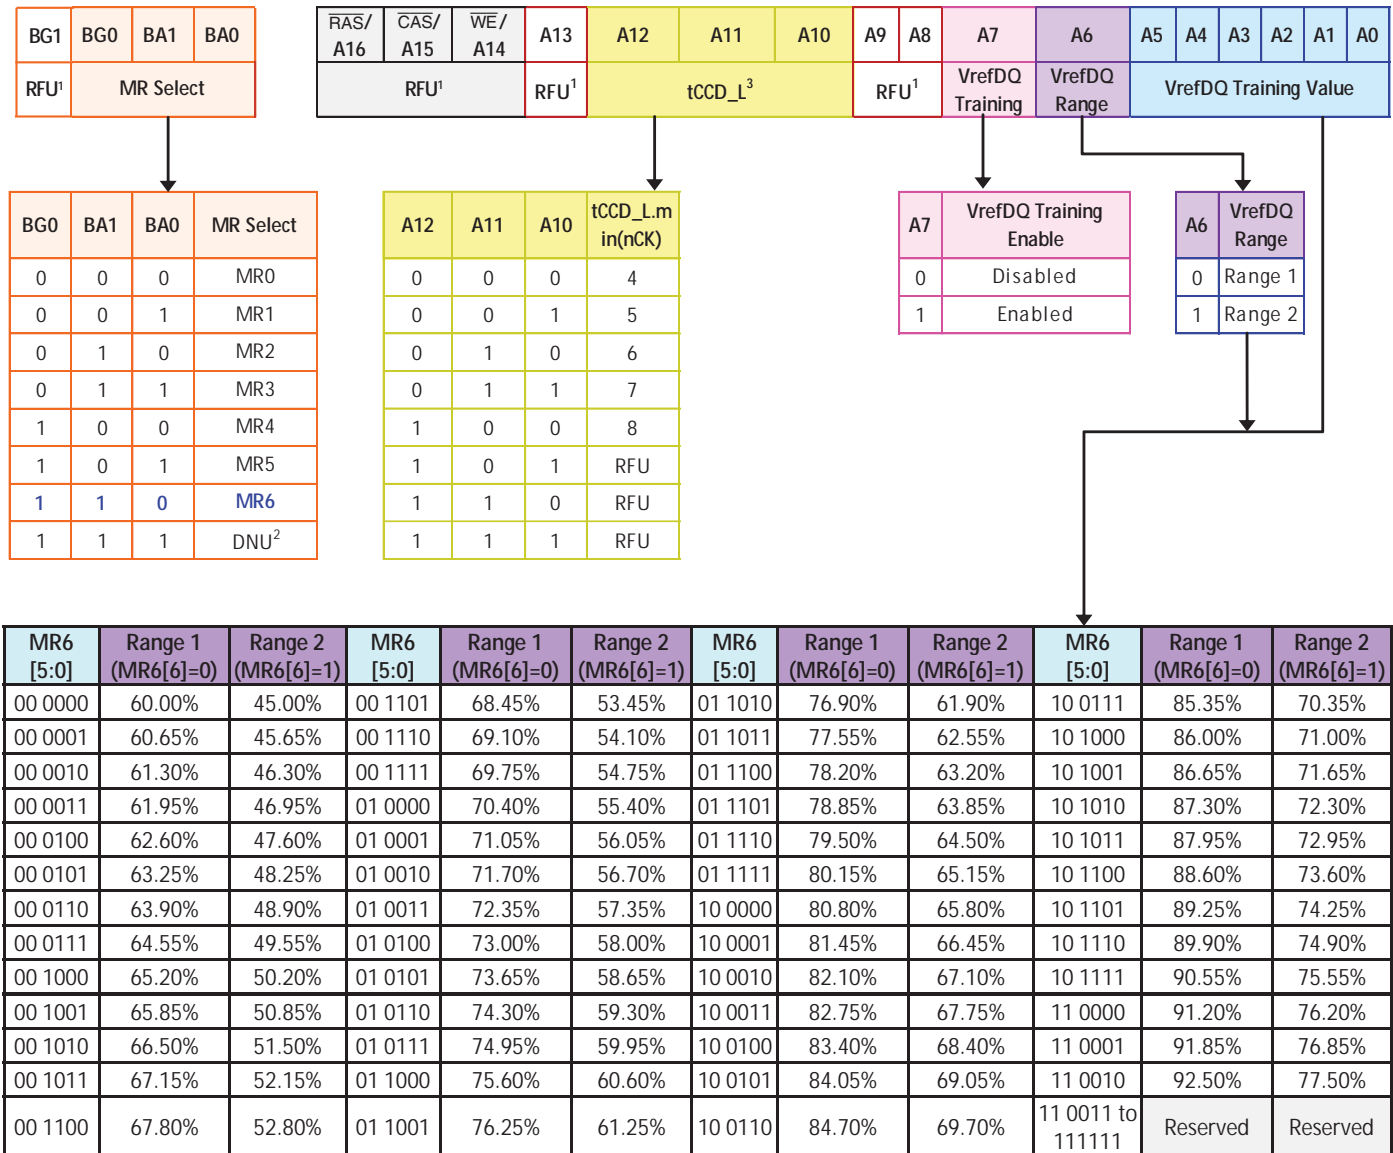 BG1 BG0 BA1 BA0
RFU¹ MR Select
RAS/ A16 CAS/ A15 WE/ A14 A13 A12 A11 A10 A9 A8 A7 A6 A5 A4 A3 A2 A1 A0
RFU¹ RFU¹ tCCD_L³ RFU¹ VrefDQ Training VrefDQ Range VrefDQ Training Value
BG0 BA1 BA0 MR Select
0 0 0 MR0
0 0 1 MR1
0 1 0 MR2
0 1 1 MR3
1 0 0 MR4
1 0 1 MR5
1 1 0 MR6
1 1 1 DNU²
A12 A11 A10 tCCD_L.m in(nCK)
0 0 0 4
0 0 1 5
0 1 0 6
0 1 1 7
1 0 0 8
1 0 1 RFU
1 1 0 RFU
1 1 1 RFU
A7 VrefDQ Training Enable
0 Disabled
1 Enabled
A6 VrefDQ Range
0 Range 1
1 Range 2
MR6 [5:0] Range 1 (MR6[6]=0) Range 2 (MR6[6]=1) MR6 [5:0] Range 1 (MR6[6]=0) Range 2 (MR6[6]=1) MR6 [5:0] Range 1 (MR6[6]=0) Range 2 (MR6[6]=1) MR6 [5:0] Range 1 (MR6[6]=0) Range 2 (MR6[6]=1)
00 0000 60.00% 45.00% 00 1101 68.45% 53.45% 01 1010 76.90% 61.90% 10 0111 85.35% 70.35%
00 0001 60.65% 45.65% 00 1110 69.10% 54.10% 01 1011 77.55% 62.55% 10 1000 86.00% 71.00%
00 0010 61.30% 46.30% 00 1111 69.75% 54.75% 01 1100 78.20% 63.20% 10 1001 86.65% 71.65%
00 0011 61.95% 46.95% 01 0000 70.40% 55.40% 01 1101 78.85% 63.85% 10 1010 87.30% 72.30%
00 0100 62.60% 47.60% 01 0001 71.05% 56.05% 01 1110 79.50% 64.50% 10 1011 87.95% 72.95%
00 0101 63.25% 48.25% 01 0010 71.70% 56.70% 01 1111 80.15% 65.15% 10 1100 88.60% 73.60%
00 0110 63.90% 48.90% 01 0011 72.35% 57.35% 10 0000 80.80% 65.80% 10 1101 89.25% 74.25%
00 0111 64.55% 49.55% 01 0100 73.00% 58.00% 10 0001 81.45% 66.45% 10 1110 89.90% 74.90%
00 1000 65.20% 50.20% 01 0101 73.65% 58.65% 10 0010 82.10% 67.10% 10 1111 90.55% 75.55%
00 1001 65.85% 50.85% 01 0110 74.30% 59.30% 10 0011 82.75% 67.75% 11 0000 91.20% 76.20%
00 1010 66.50% 51.50% 01 0111 74.95% 59.95% 10 0100 83.40% 68.40% 11 0001 91.85% 76.85%
00 1011 67.15% 52.15% 01 1000 75.60% 60.60% 10 0101 84.05% 69.05% 11 0010 92.50% 77.50%
00 1100 67.80% 52.80% 01 1001 76.25% 61.25% 10 0110 84.70% 69.70% 11 0011 to 111111 Reserved Reserved